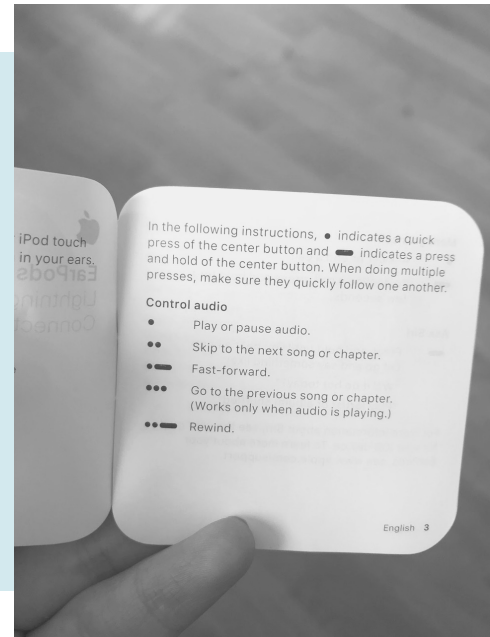 iPod touch
in your ears.
EarPods
Lightning
Connect
In the following instructions, ● indicates a quick
press of the center button and ▬ indicates a press
and hold of the center button. When doing multiple
presses, make sure they quickly follow one another.
Control audio
● Play or pause audio.
●● Skip to the next song or chapter.
●▬ Fast-forward.
●●● Go to the previous song or chapter.
(Works only when audio is playing.)
●●▬ Rewind.
English 3